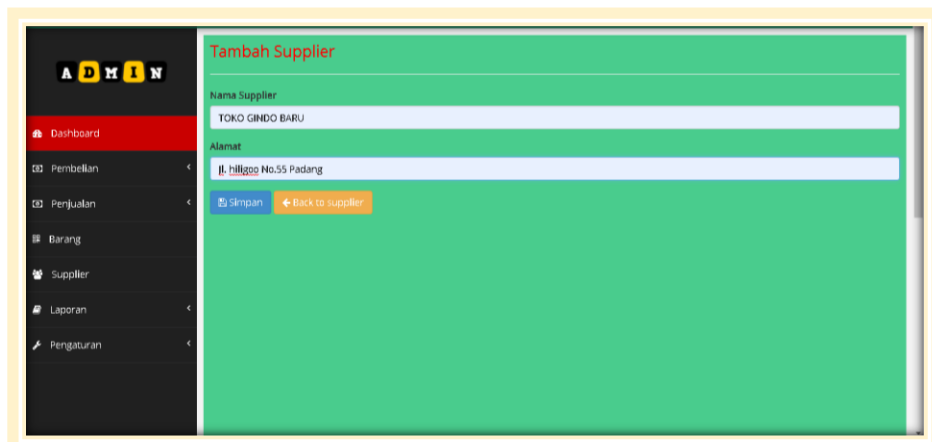 ADMIN
Dashboard
Pembelian
Penjualan
Barang
Supplier
Laporan
Pengaturan
Tambah Supplier
Nama Supplier
TOKO GINDO BARU
Alamat
Jl. hiligoo No.55 Padang
Simpan
Back to supplier